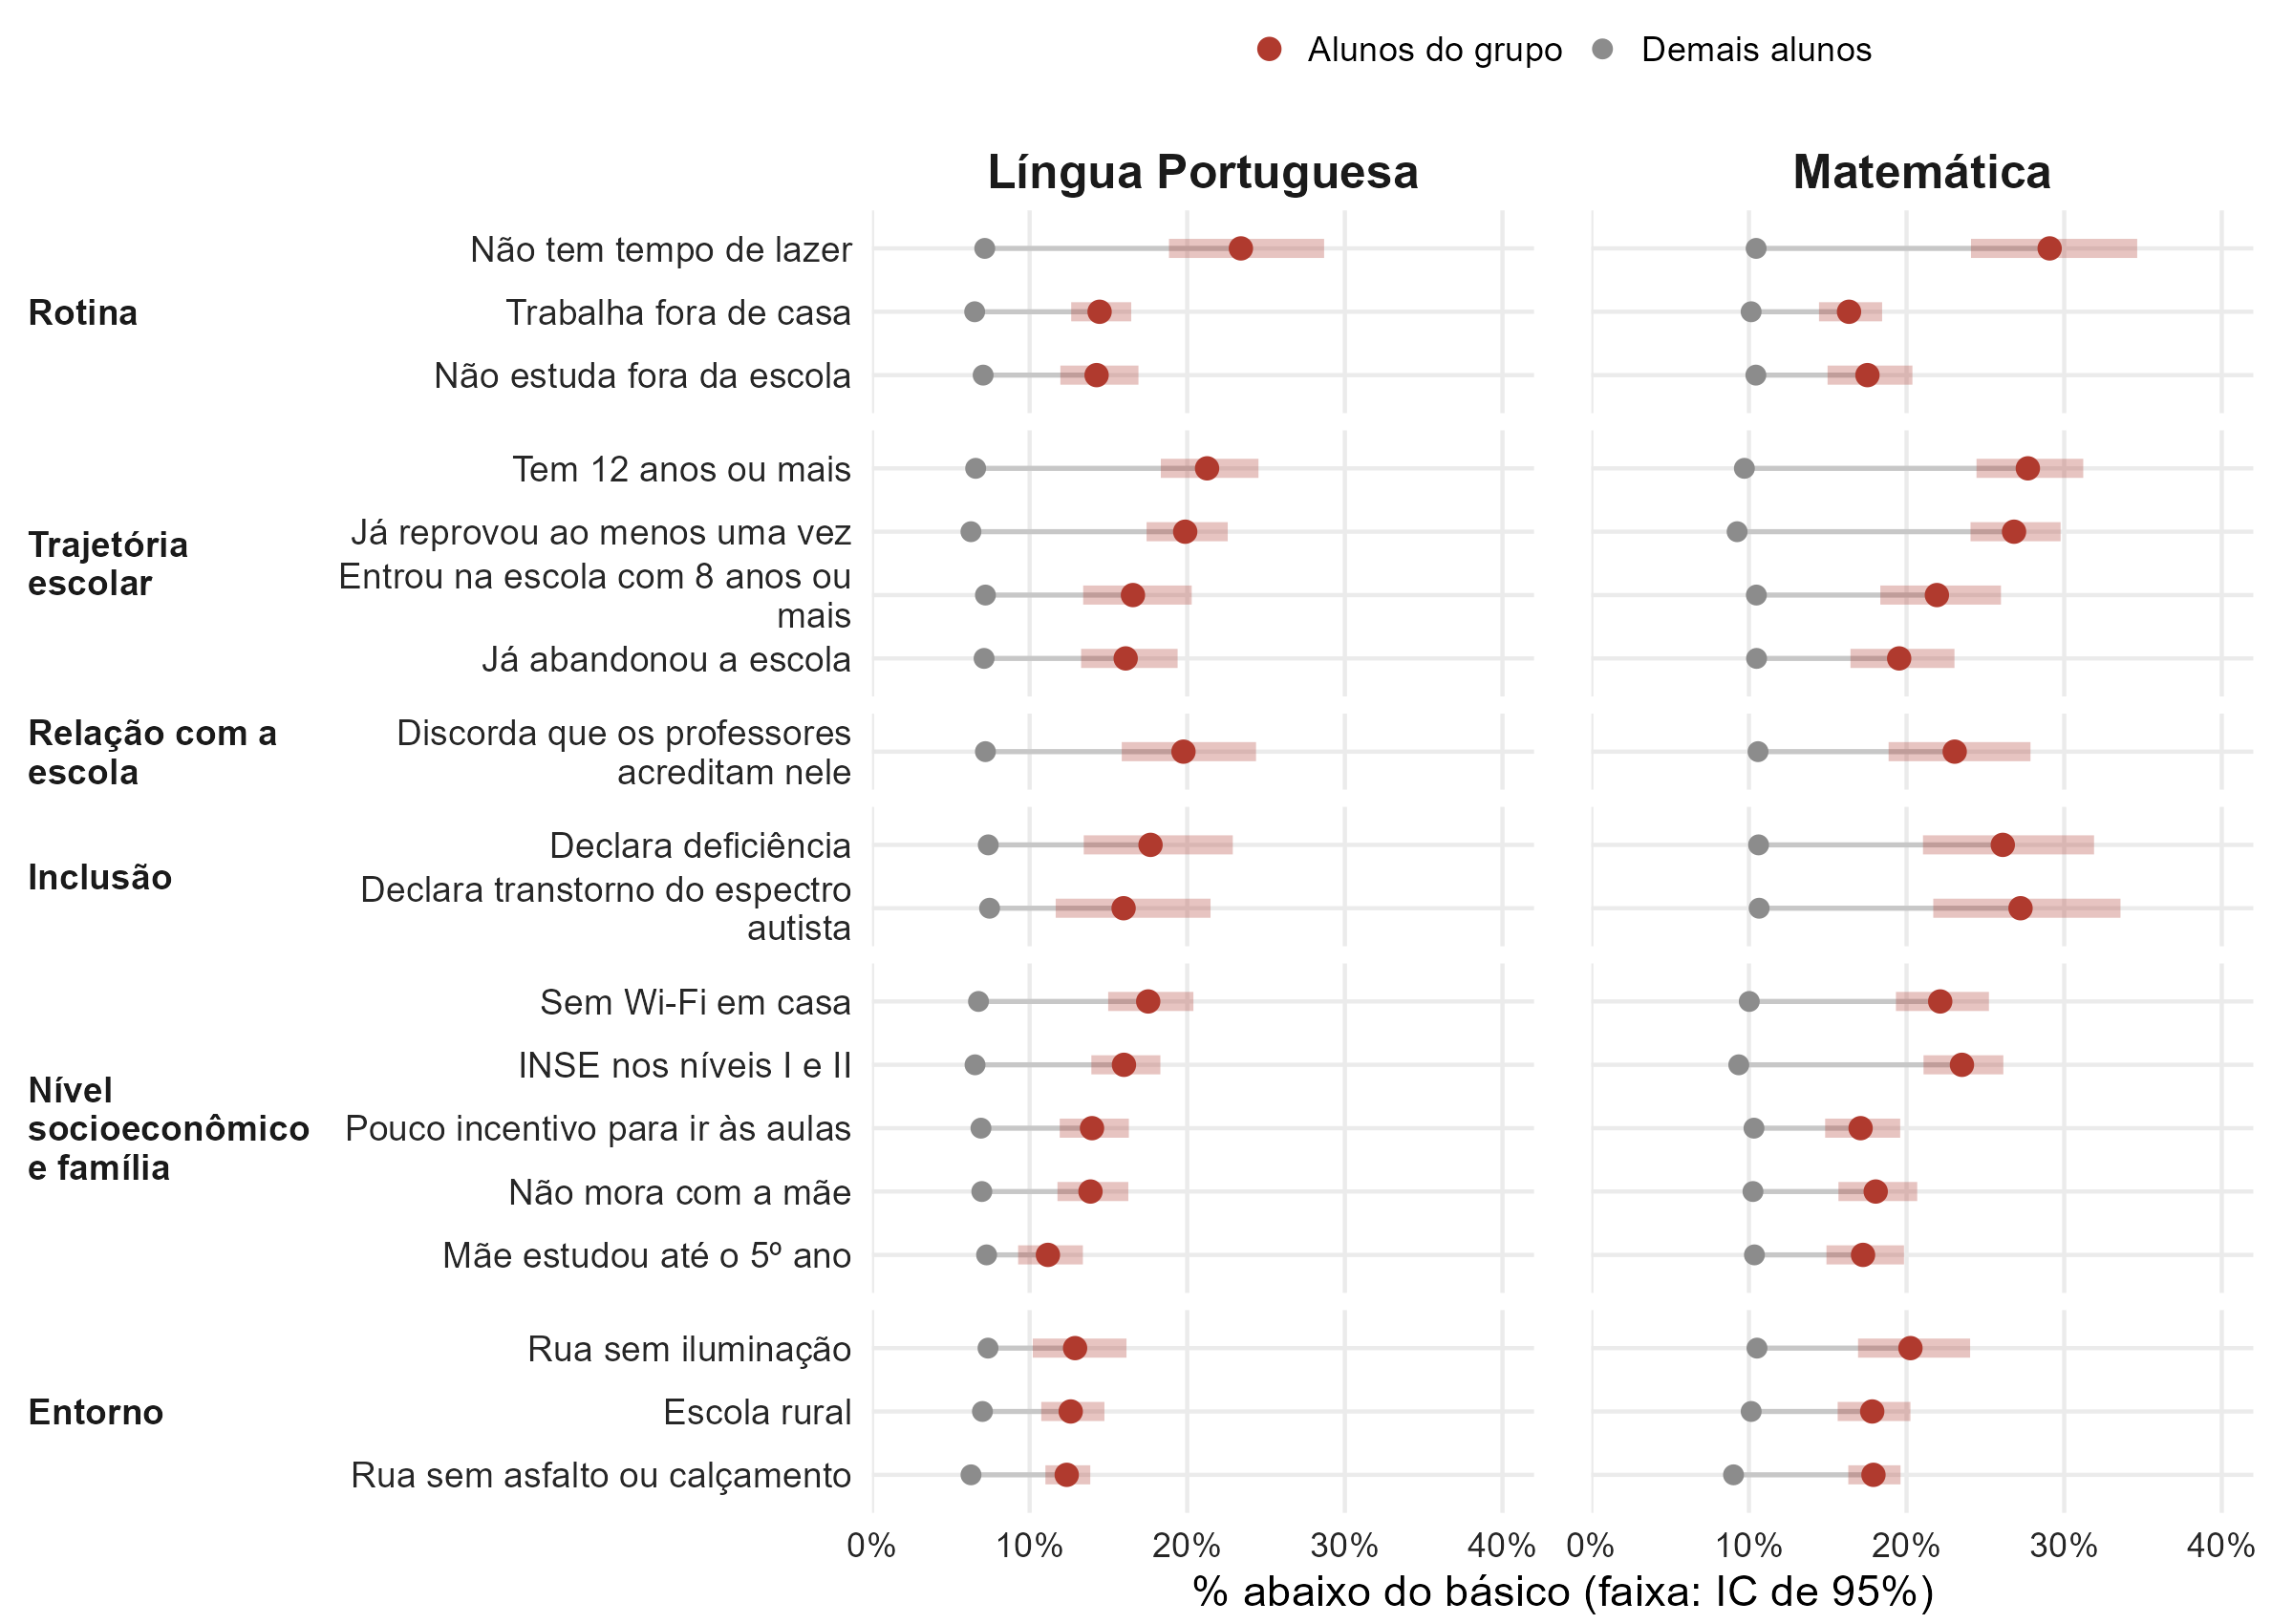 Alunos do grupo Demais alunos
Língua Portuguesa Matemática
Rotina
Não tem tempo de lazer
Trabalha fora de casa
Não estuda fora da escola
Trajetória
escolar
Tem 12 anos ou mais
Já reprovou ao menos uma vez
Entrou na escola com 8 anos ou
mais
Já abandonou a escola
Relação com a
escola
Discorda que os professores
acreditam nele
Inclusão
Declara deficiência
Declara transtorno do espectro
autista
Nível
socioeconômico
e família
Sem Wi-Fi em casa
INSE nos níveis I e II
Pouco incentivo para ir às aulas
Não mora com a mãe
Mãe estudou até o 5º ano
Entorno
Rua sem iluminação
Escola rural
Rua sem asfalto ou calçamento
0% 10% 20% 30% 40% 0% 10% 20% 30% 40%
% abaixo do básico (faixa: IC de 95%)